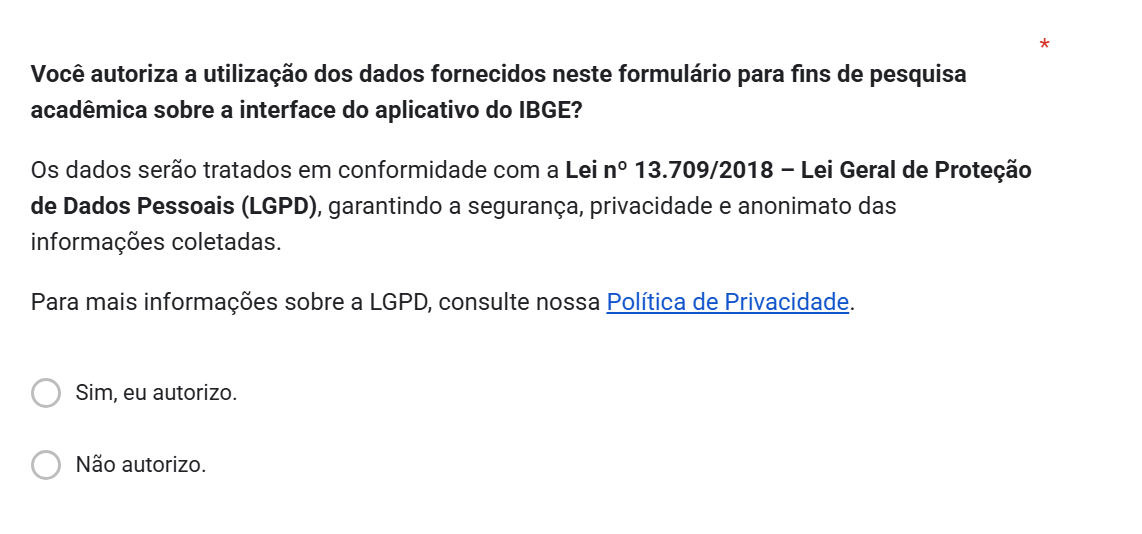 *
Você autoriza a utilização dos dados fornecidos neste formulário para fins de pesquisa
acadêmica sobre a interface do aplicativo do IBGE?
Os dados serão tratados em conformidade com a Lei nº 13.709/2018 – Lei Geral de Proteção
de Dados Pessoais (LGPD), garantindo a segurança, privacidade e anonimato das
informações coletadas.
Para mais informações sobre a LGPD, consulte nossa Política de Privacidade.
Sim, eu autorizo.
Não autorizo.